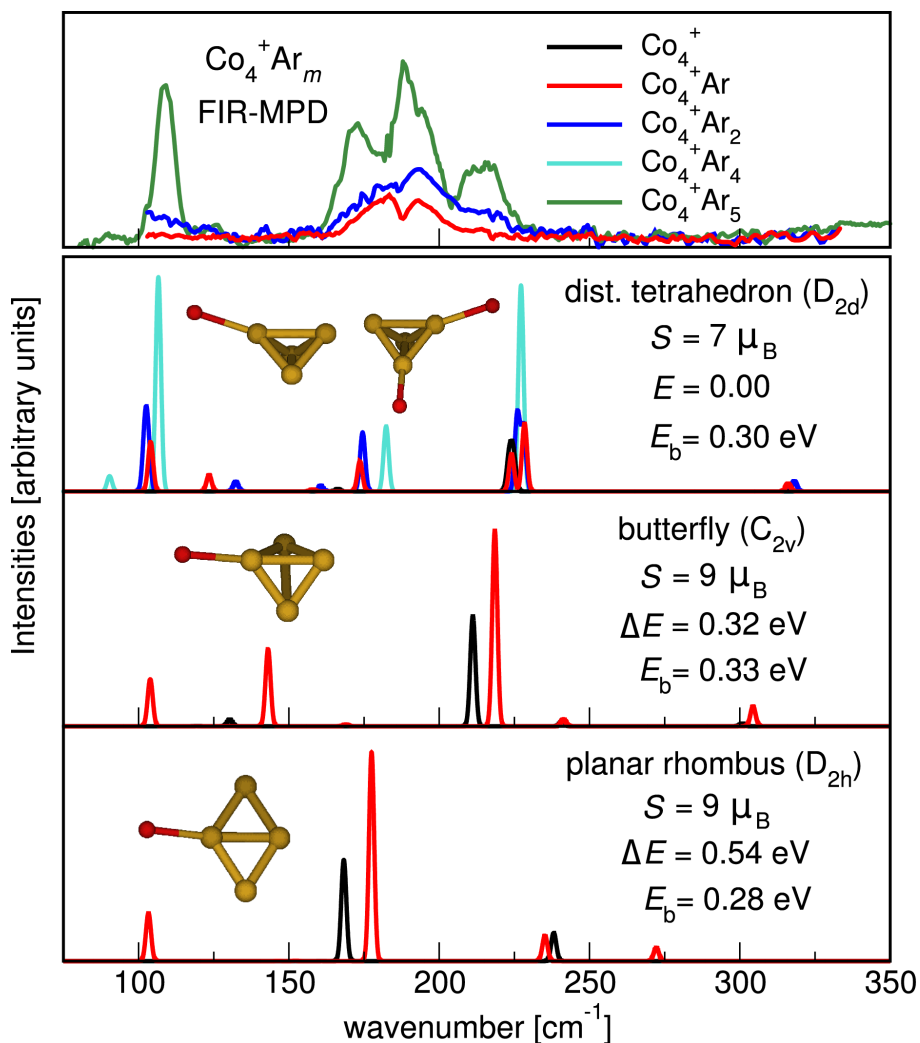 Co₄⁺Arₘ
FIR-MPD
Co₄⁺
Co₄⁺Ar
Co₄⁺Ar₂
Co₄⁺Ar₄
Co₄⁺Ar₅
Intensities [arbitrary units]
dist. tetrahedron (D₂d)
S = 7 μB
E = 0.00
Eb= 0.30 eV
butterfly (C₂v)
S = 9 μB
ΔE = 0.32 eV
Eb= 0.33 eV
planar rhombus (D₂h)
S = 9 μB
ΔE = 0.54 eV
Eb= 0.28 eV
100 150 200 250 300 350
wavenumber [cm⁻¹]